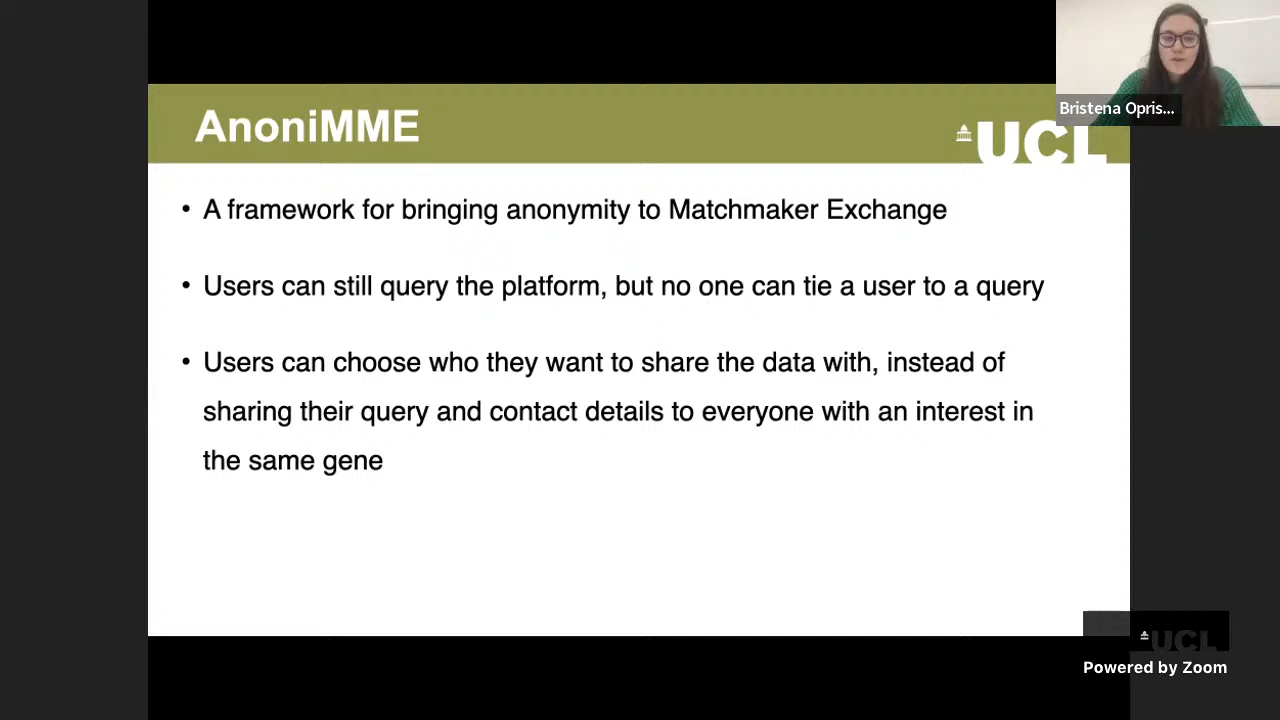 Bristena Opris...
AnoniMME
UCL
• A framework for bringing anonymity to Matchmaker Exchange
• Users can still query the platform, but no one can tie a user to a query
• Users can choose who they want to share the data with, instead of
sharing their query and contact details to everyone with an interest in
the same gene
UCL
Powered by Zoom